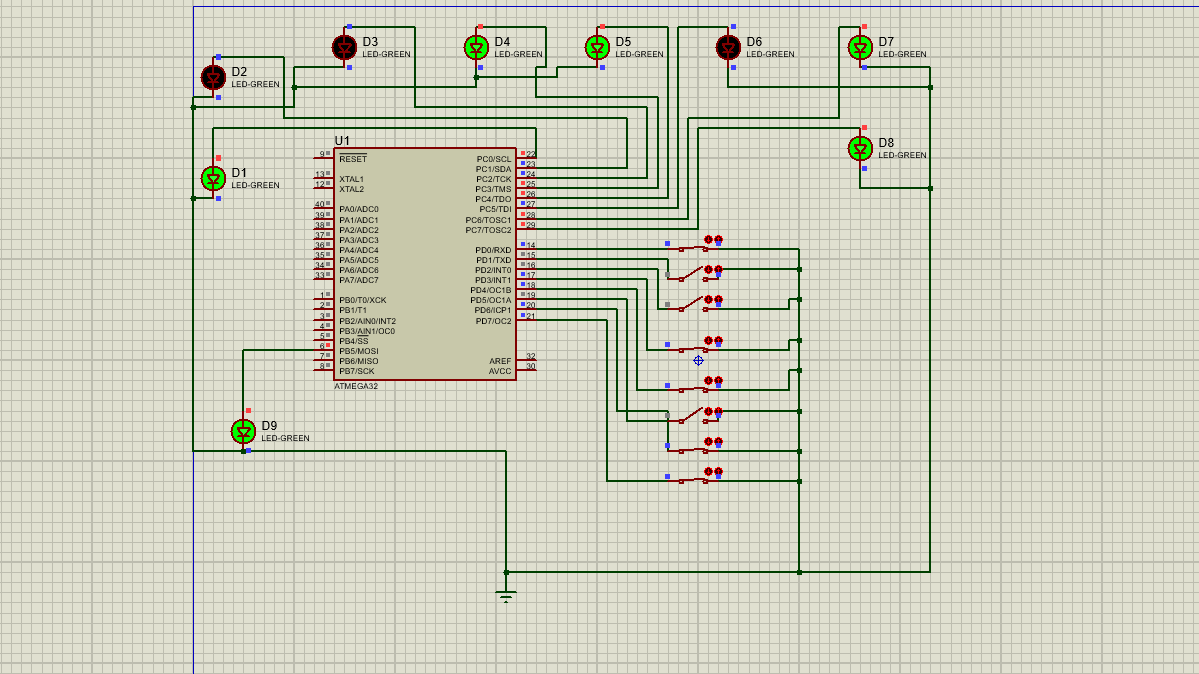 D3
LED-GREEN
D4
LED-GREEN
D5
LED-GREEN
D6
LED-GREEN
D7
LED-GREEN
D2
LED-GREEN
D8
LED-GREEN
D1
LED-GREEN
U1
9 RESET
13 XTAL1
12 XTAL2
40 PA0/ADC0
39 PA1/ADC1
38 PA2/ADC2
37 PA3/ADC3
36 PA4/ADC4
35 PA5/ADC5
34 PA6/ADC6
33 PA7/ADC7
1 PB0/T0/XCK
2 PB1/T1
3 PB2/AIN0/INT2
4 PB3/AIN1/OC0
5 PB4/SS
6 PB5/MOSI
7 PB6/MISO
8 PB7/SCK
PC0/SCL 22
PC1/SDA 23
PC2/TCK 24
PC3/TMS 25
PC4/TDO 26
PC5/TDI 27
PC6/TOSC1 28
PC7/TOSC2 29
PD0/RXD 14
PD1/TXD 15
PD2/INT0 16
PD3/INT1 17
PD4/OC1B 18
PD5/OC1A 19
PD6/ICP1 20
PD7/OC2 21
AREF 32
AVCC 30
ATMEGA32
D9
LED-GREEN